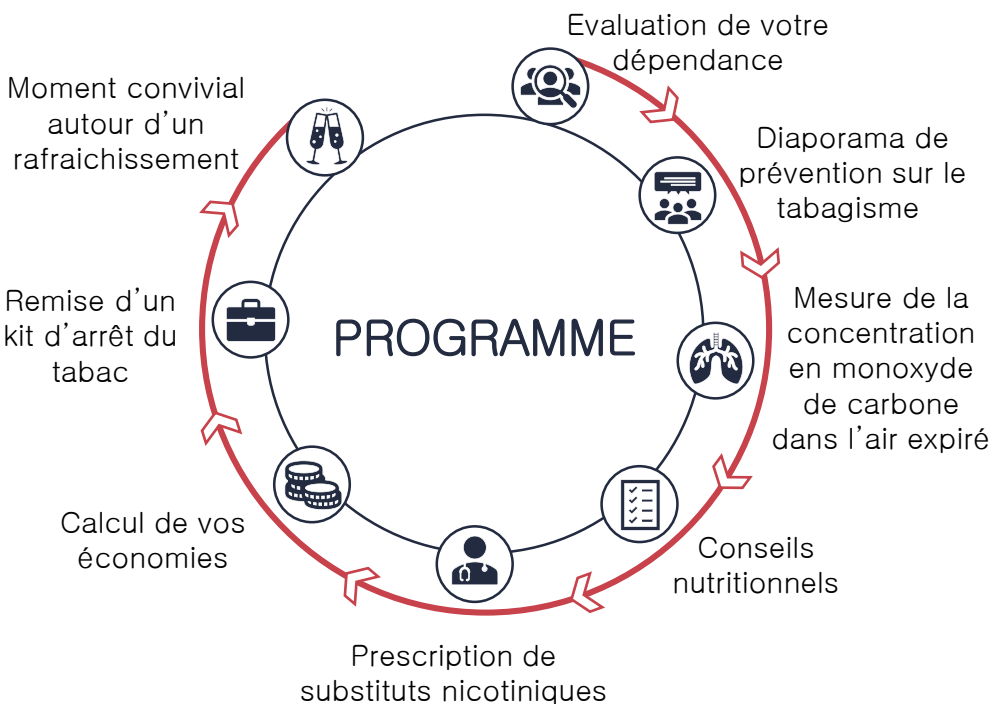 Evaluation de votre
dépendance
Diaporama de
prévention sur le
tabagisme
Mesure de la
concentration
en monoxyde
de carbone
dans l'air expiré
Conseils
nutritionnels
Prescription de
substituts nicotiniques
Calcul de vos
économies
Remise d'un
kit d'arrêt du
tabac
Moment convivial
autour d'un
rafraichissement
PROGRAMME